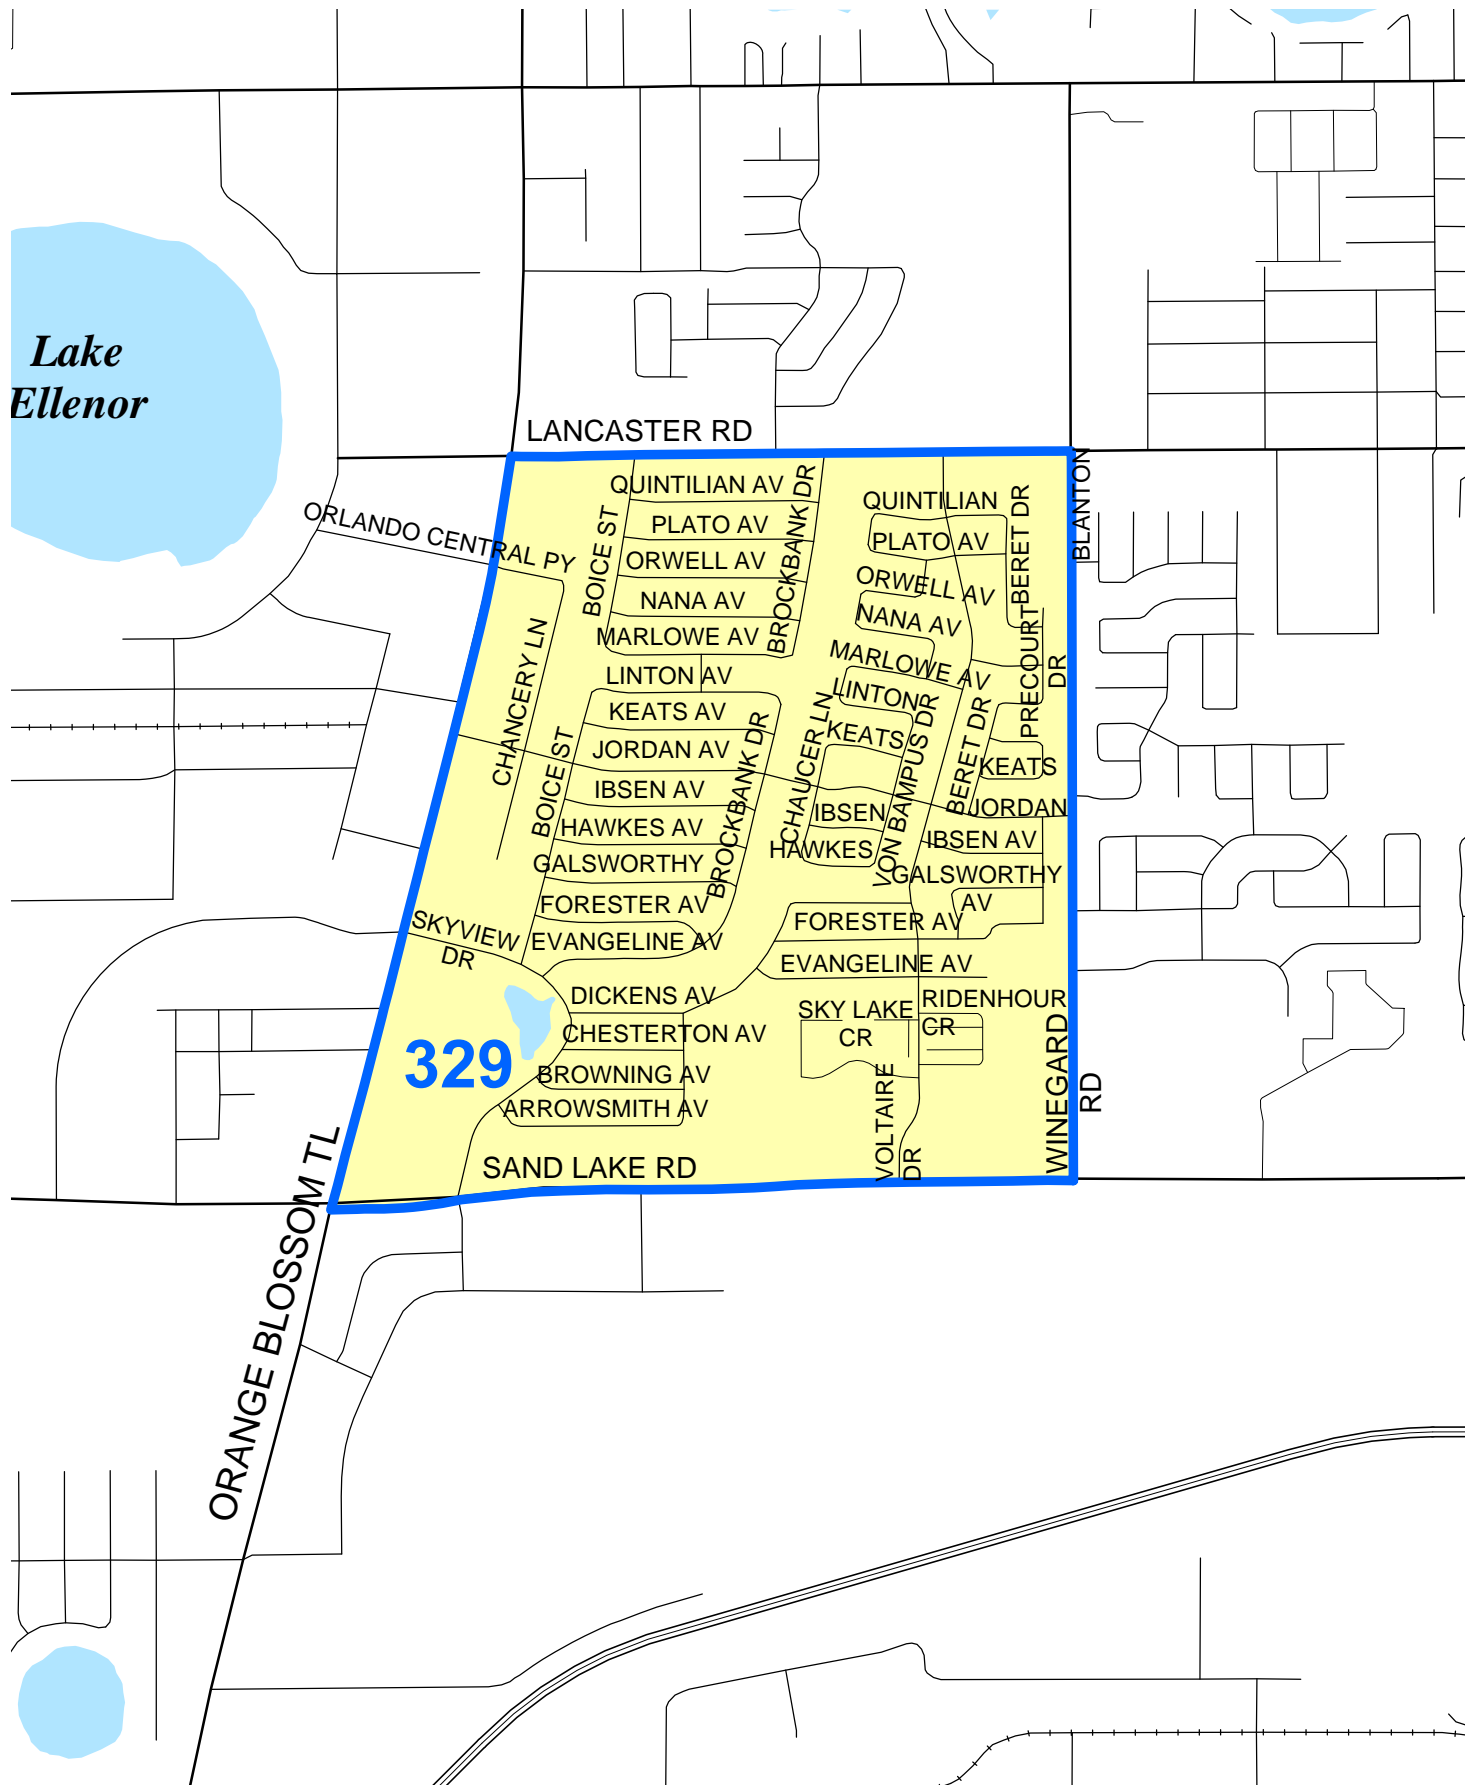 Lake
Ellenor
LANCASTER RD
QUINTILIAN AV
BROCKBANK DR
QUINTILIAN
BERET DR
BLANTON
ORLANDO CENTRAL PY
BOICE ST
PLATO AV
PLATO AV
ORWELL AV
ORWELL AV
NANA AV
NANA AV
CHANCERY LN
MARLOWE AV
MARLOWE AV
PRECOURT
DR
LINTON AV
LINTON
KEATS AV
KEATS
CHAUCER LN
VON BAMPUS DR
BERET DR
BOICE ST
JORDAN AV
BROCKBANK DR
KEATS
IBSEN AV
IBSEN
JORDAN
HAWKES AV
HAWKES
IBSEN AV
GALSWORTHY
GALSWORTHY
AV
FORESTER AV
FORESTER AV
SKYVIEW
DR
EVANGELINE AV
EVANGELINE AV
DICKENS AV
SKY LAKE
CR
RIDENHOUR
CR
CHESTERTON AV
329
BROWNING AV
ARROWSMITH AV
VOLTAIRE
DR
WINEGARD
RD
SAND LAKE RD
ORANGE BLOSSOM TL